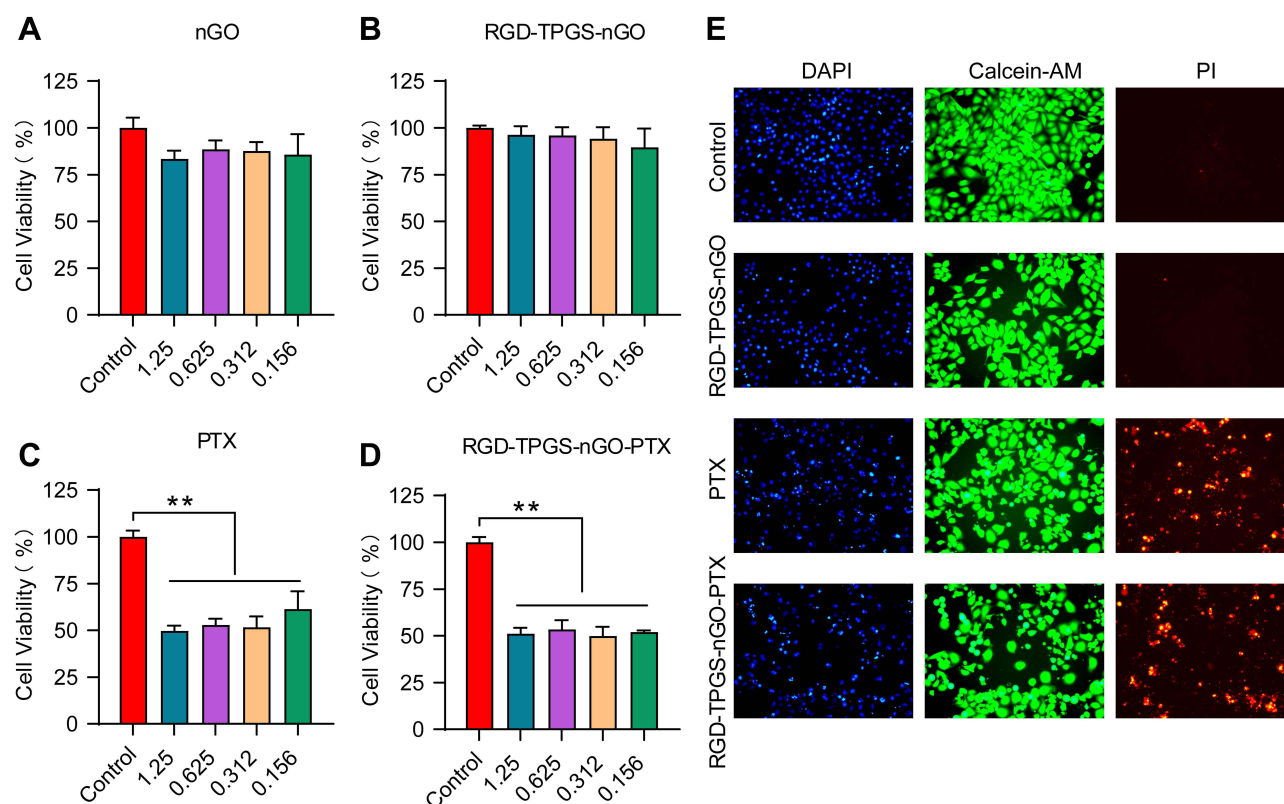 A
nGO
Cell Viability ( %)
125
100
75
50
25
0
Control
1.25
0.625
0.312
0.156
B
RGD-TPGS-nGO
Cell Viability ( %)
125
100
75
50
25
0
Control
1.25
0.625
0.312
0.156
C
PTX
Cell Viability ( %)
125
100
75
50
25
0
**
Control
1.25
0.625
0.312
0.156
D
RGD-TPGS-nGO-PTX
Cell Viability ( %)
125
100
75
50
25
0
**
Control
1.25
0.625
0.312
0.156
E
DAPI
Calcein-AM
PI
Control
RGD-TPGS-nGO
PTX
RGD-TPGS-nGO-PTX